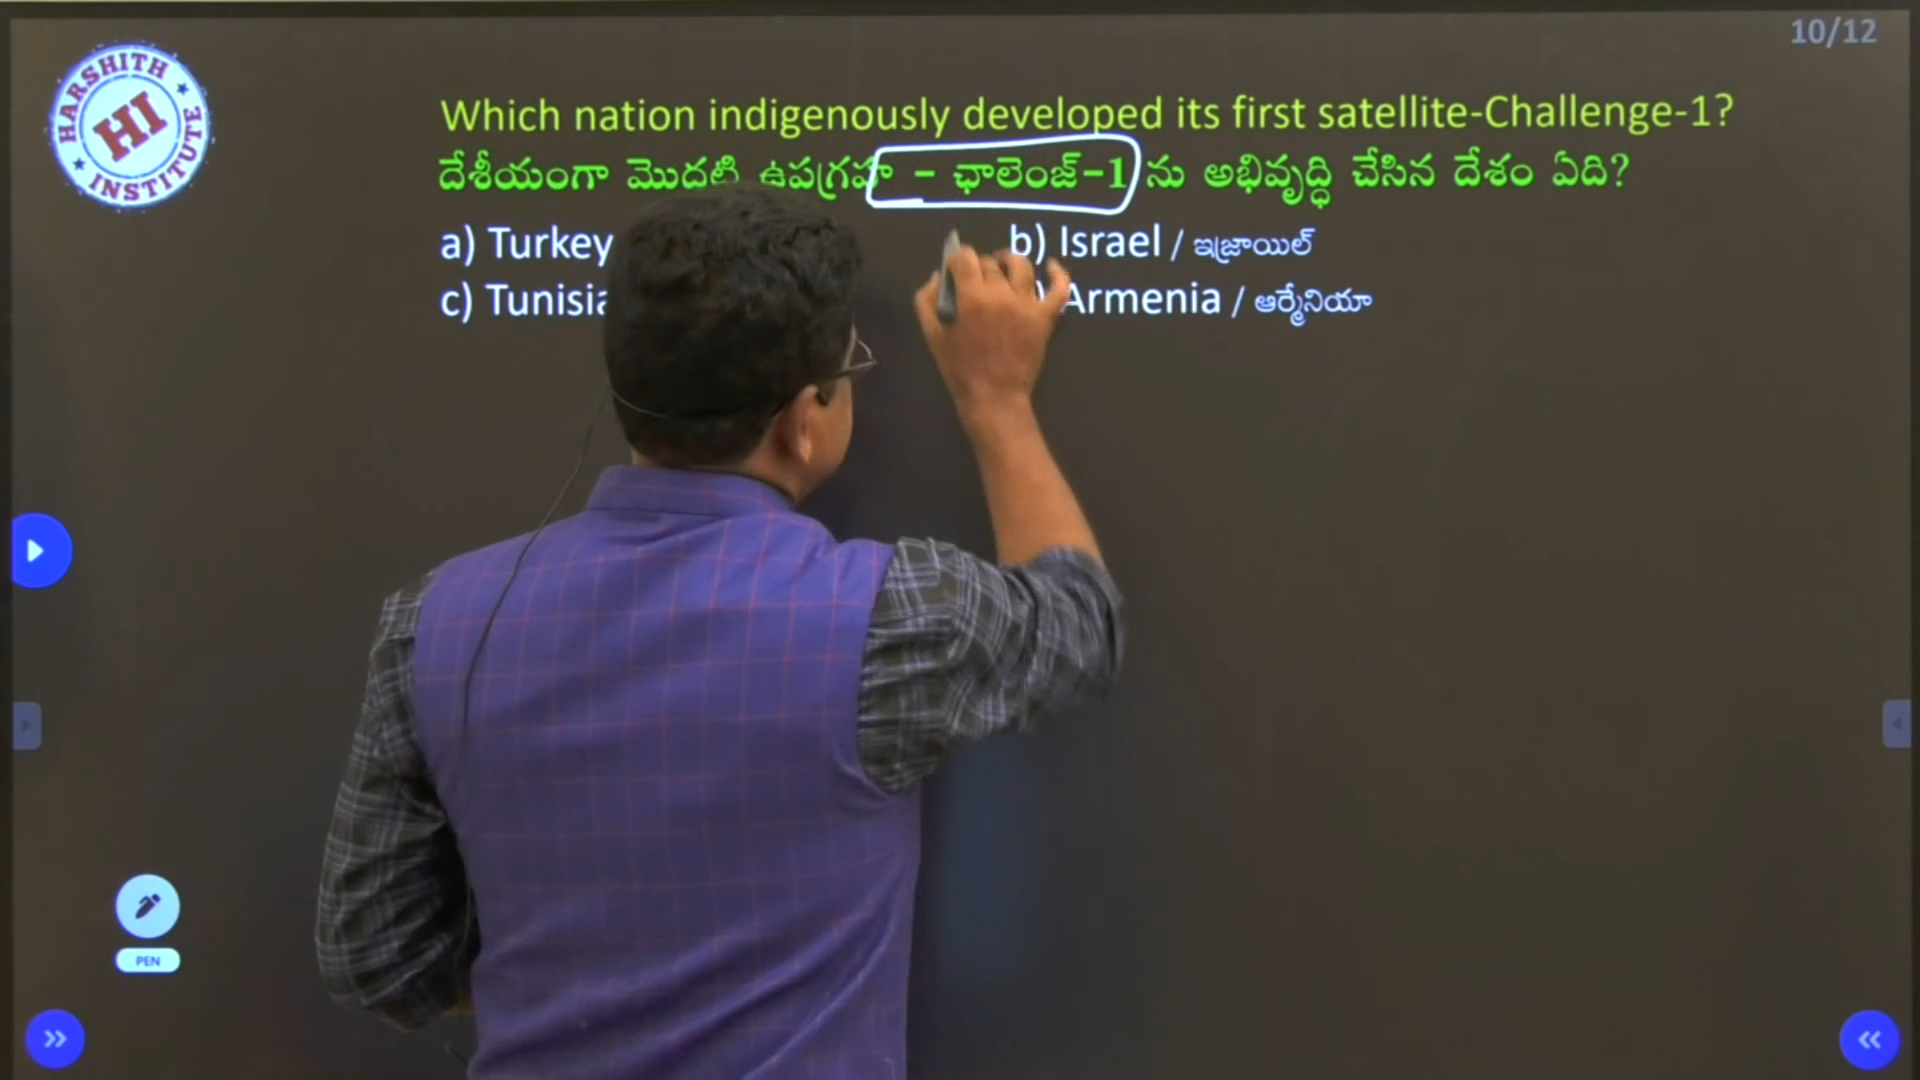 10/12
HARSHITH
HI
INSTITUTE
Which nation indigenously developed its first satellite-Challenge-1?
దేశీయంగా మొదటి ఉపగ్రహ - ఛాలెంజ్-1 ను అభివృద్ధి చేసిన దేశం ఏది?
a) Turkey
b) Israel / ఇజ్రాయిల్
c) Tunisia
) Armenia / ఆర్మేనియా
PEN